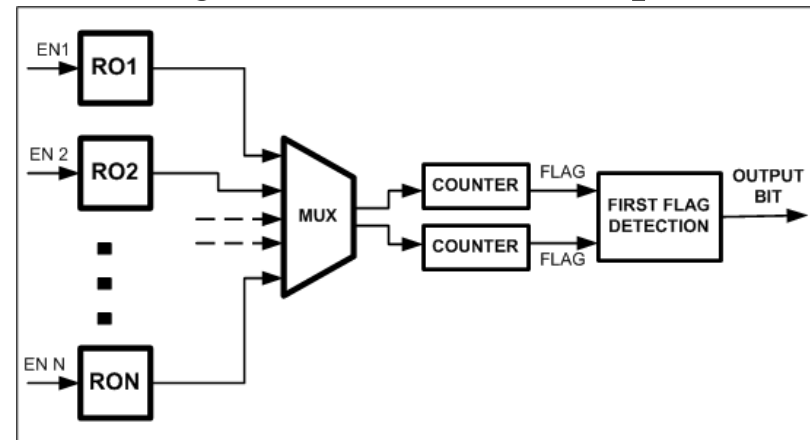 EN1
RO1
EN 2
RO2
MUX
COUNTER
FLAG
COUNTER
FLAG
FIRST FLAG
DETECTION
OUTPUT
BIT
EN N
RON